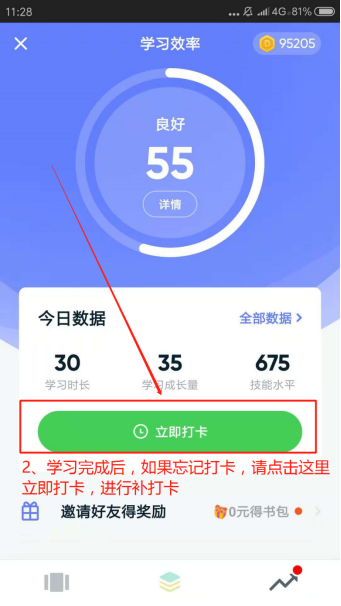 11:28
... 4G 81%
学习效率
95205
良好
55
详情
今日数据
全部数据 >
30 35 675
学习时长 学习成长量 技能水平
立即打卡
2、学习完成后，如果忘记打卡，请点击这里
立即打卡，进行补打卡
邀请好友得奖励 0元得书包